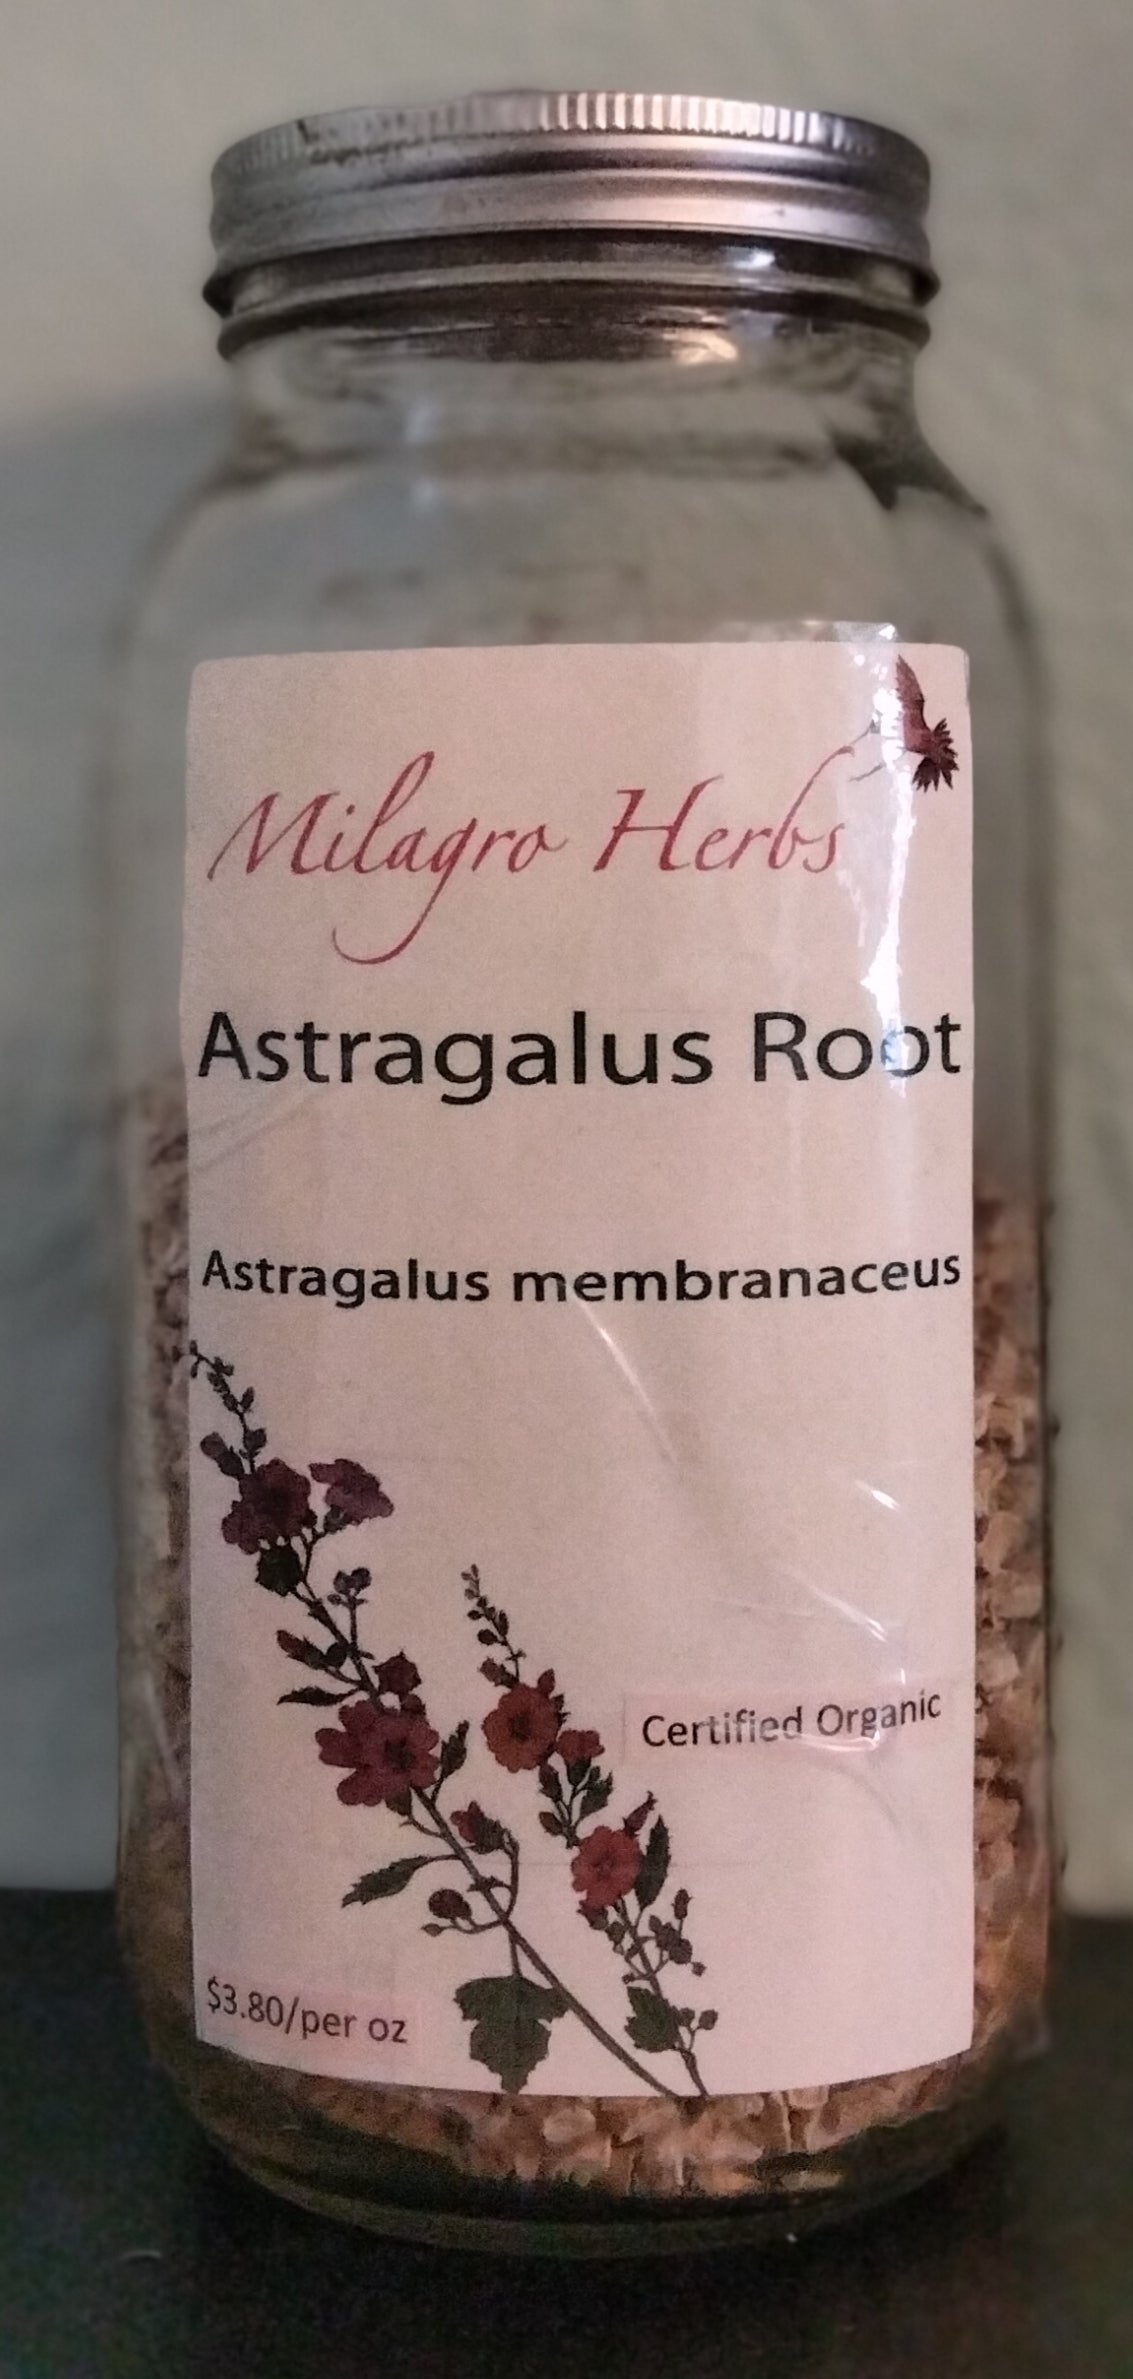 Milagro Herbs
Astragalus Root
Astragalus membranaceus
Certified Organic
$3.80/per oz